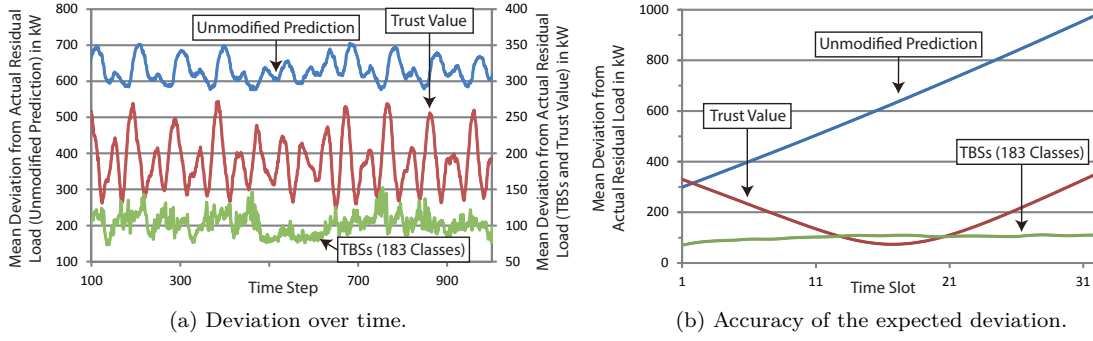 Mean Deviation from Actual Residual
Load (Unmodified Prediction) in kW
800
700
600
500
400
300
200
100
100
300
700
900
Time Step
400
350
300
250
200
150
100
50
Mean Deviation from Actual Residual
Load (TBSs and Trust Value) in kW
Unmodified Prediction
Trust Value
TBSs (183 Classes)
(a) Deviation over time.
Mean Deviation from
Actual Residual Load in kW
1000
800
600
400
200
0
1
11
21
31
Time Slot
Unmodified Prediction
Trust Value
TBSs (183 Classes)
(b) Accuracy of the expected deviation.